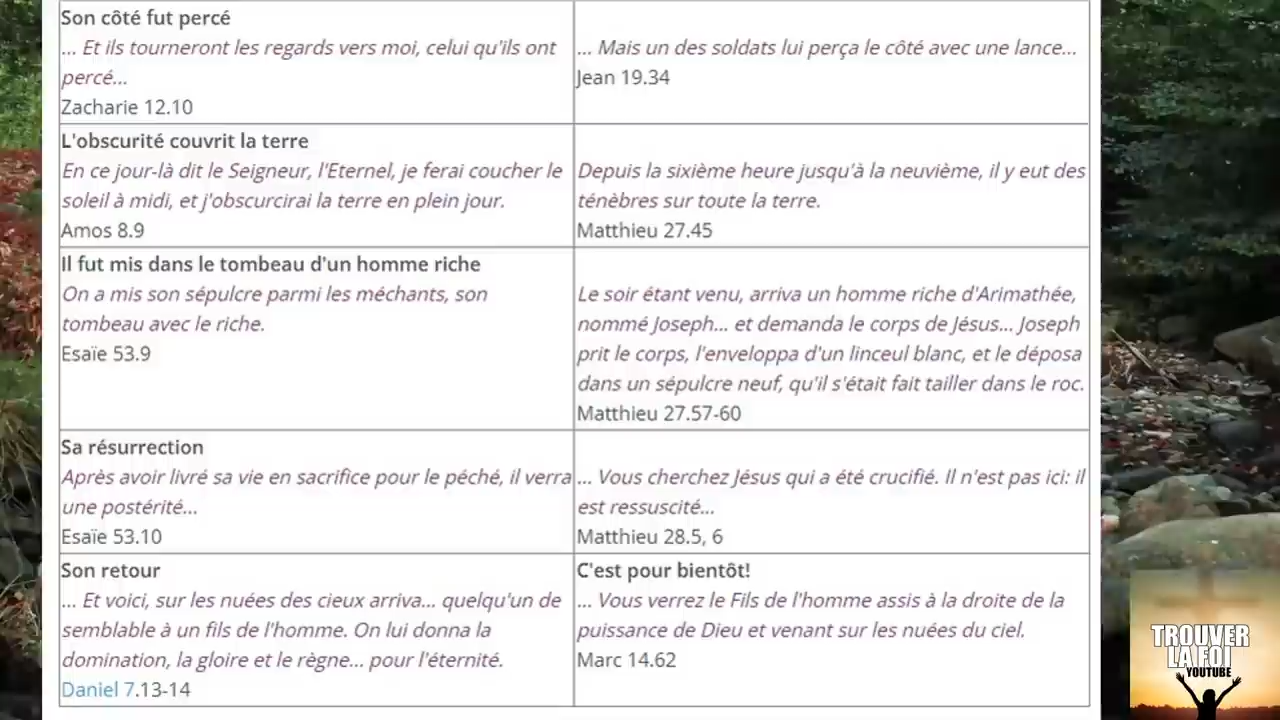 Son côté fut percé
... Et ils tourneront les regards vers moi, celui qu'ils ont
percé...
Zacharie 12.10
... Mais un des soldats lui perça le côté avec une lance...
Jean 19.34
L'obscurité couvrit la terre
En ce jour-là dit le Seigneur, l'Eternel, je ferai coucher le
soleil à midi, et j'obscurcirai la terre en plein jour.
Amos 8.9
Depuis la sixième heure jusqu'à la neuvième, il y eut des
ténèbres sur toute la terre.
Matthieu 27.45
Il fut mis dans le tombeau d'un homme riche
On a mis son sépulcre parmi les méchants, son
tombeau avec le riche.
Esaïe 53.9
Le soir étant venu, arriva un homme riche d'Arimathée,
nommé Joseph... et demanda le corps de Jésus... Joseph
prit le corps, l'enveloppa d'un linceul blanc, et le déposa
dans un sépulcre neuf, qu'il s'était fait tailler dans le roc.
Matthieu 27.57-60
Sa résurrection
Après avoir livré sa vie en sacrifice pour le péché, il verra
une postérité...
Esaïe 53.10
... Vous cherchez Jésus qui a été crucifié. Il n'est pas ici: il
est ressuscité...
Matthieu 28.5, 6
Son retour
... Et voici, sur les nuées des cieux arriva... quelqu'un de
semblable à un fils de l'homme. On lui donna la
domination, la gloire et le règne... pour l'éternité.
Daniel 7.13-14
C'est pour bientôt!
... Vous verrez le Fils de l'homme assis à la droite de la
puissance de Dieu et venant sur les nuées du ciel.
Marc 14.62
TROUVER
LA FOI
YOUTUBE